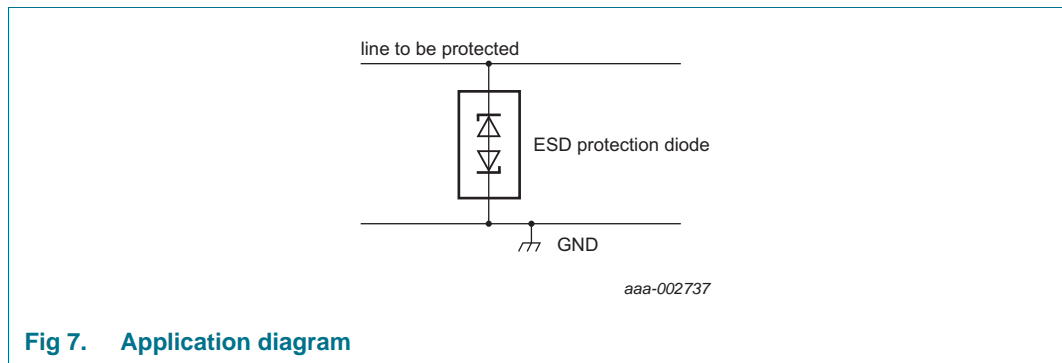 line to be protected
ESD protection diode
GND
aaa-002737
Fig 7. Application diagram